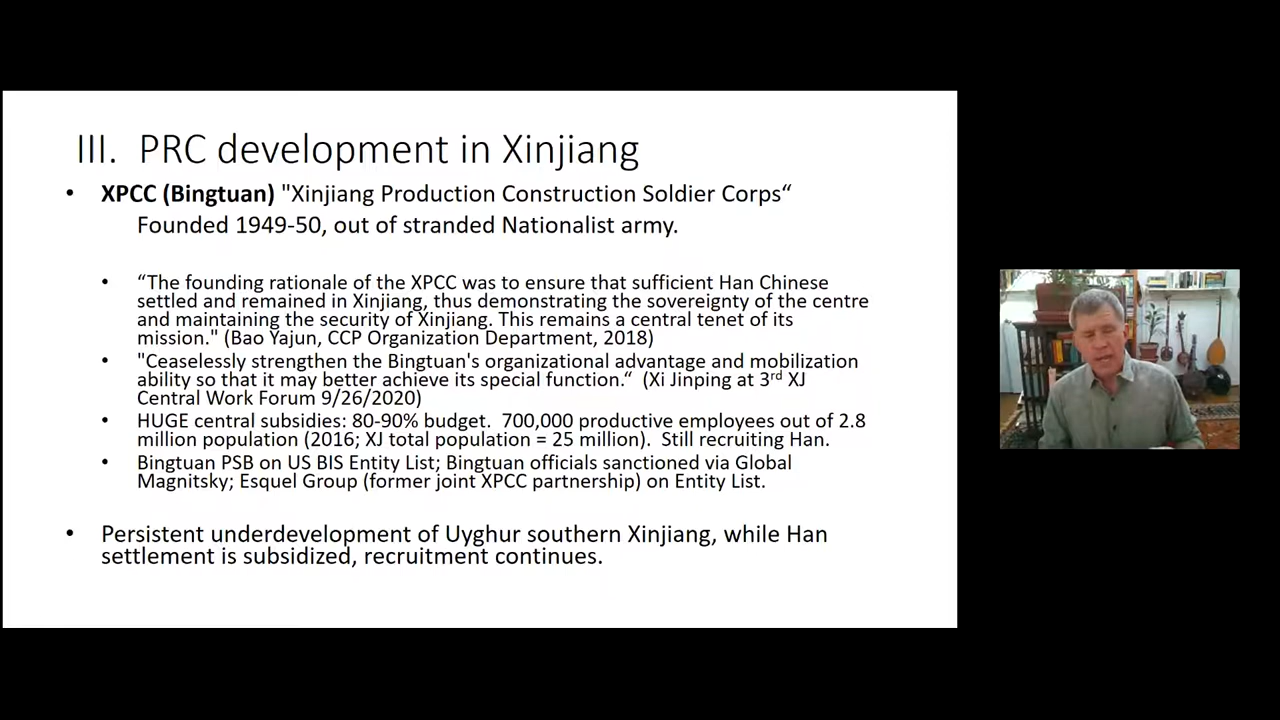 III. PRC development in Xinjiang
• XPCC (Bingtuan) "Xinjiang Production Construction Soldier Corps“
Founded 1949-50, out of stranded Nationalist army.
• “The founding rationale of the XPCC was to ensure that sufficient Han Chinese
settled and remained in Xinjiang, thus demonstrating the sovereignty of the centre
and maintaining the security of Xinjiang. This remains a central tenet of its
mission." (Bao Yajun, CCP Organization Department, 2018)
• "Ceaselessly strengthen the Bingtuan's organizational advantage and mobilization
ability so that it may better achieve its special function.“ (Xi Jinping at 3rd XJ
Central Work Forum 9/26/2020)
• HUGE central subsidies: 80-90% budget. 700,000 productive employees out of 2.8
million population (2016; XJ total population = 25 million). Still recruiting Han.
• Bingtuan PSB on US BIS Entity List; Bingtuan officials sanctioned via Global
Magnitsky; Esquel Group (former joint XPCC partnership) on Entity List.
• Persistent underdevelopment of Uyghur southern Xinjiang, while Han
settlement is subsidized, recruitment continues.